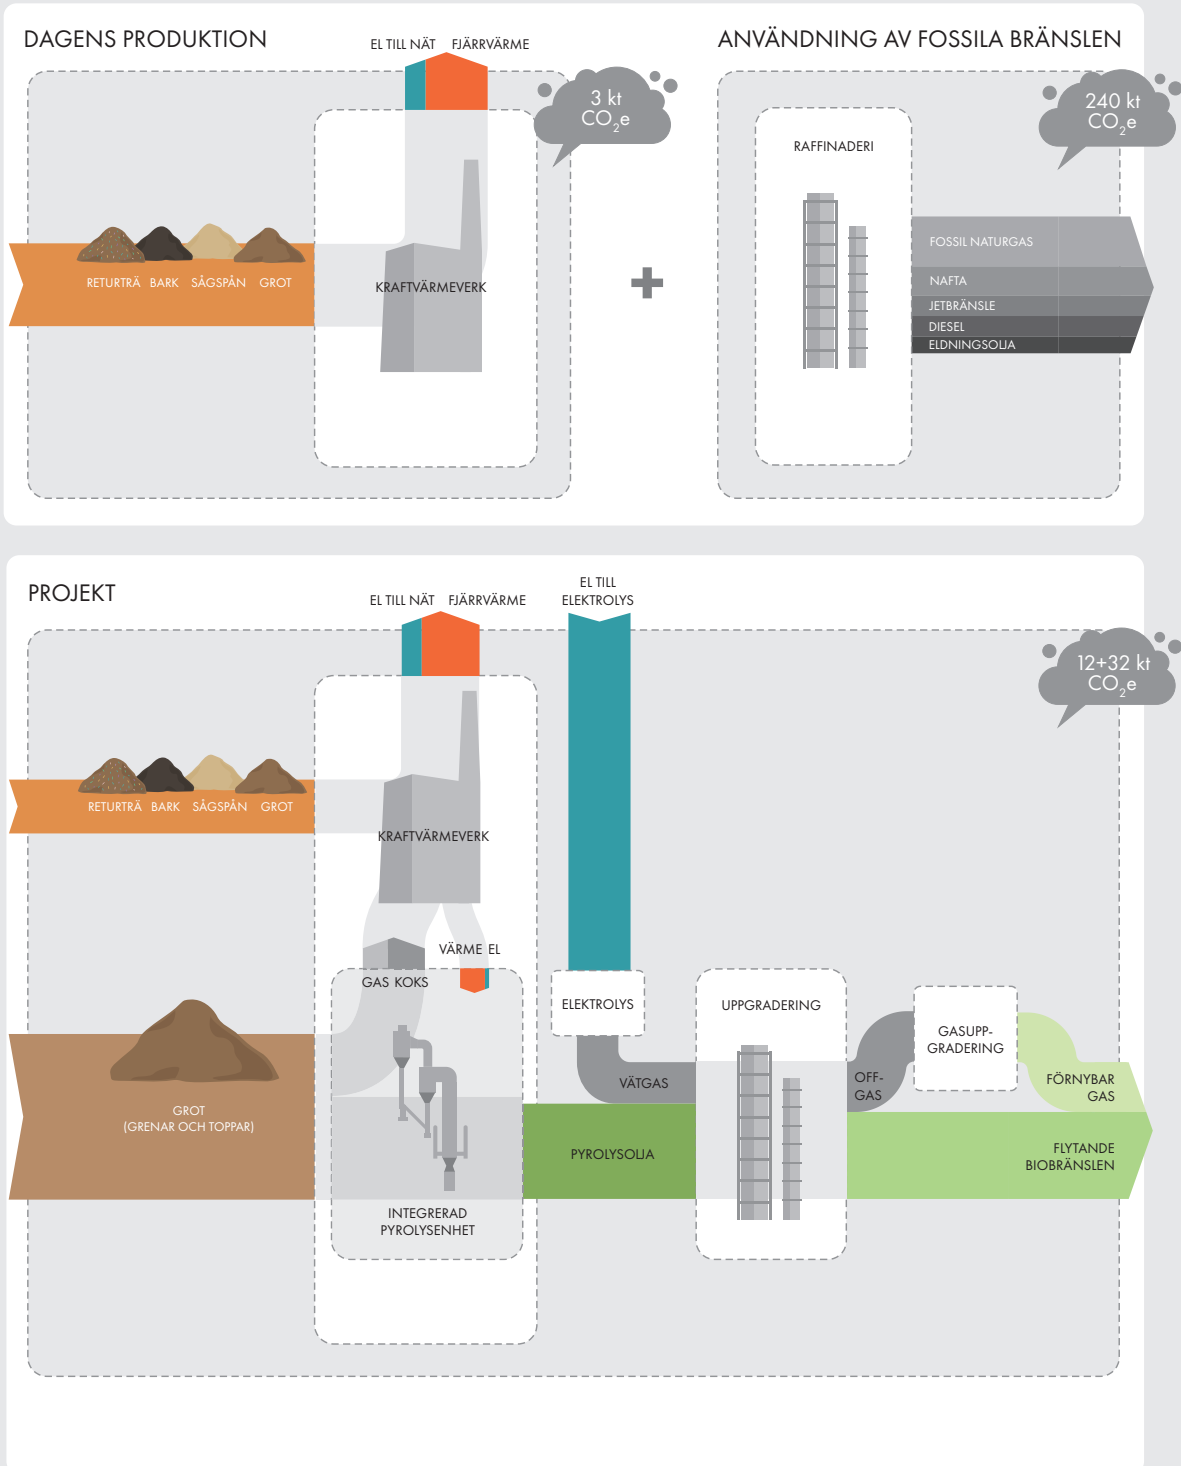 DAGENS PRODUKTION
EL TILL NÄT FJÄRRVÄRME
3 kt
CO2e
RETURTRÄ BARK SÅGSPÅN GROT
KRAFTVÄRMEVERK
ANVÄNDNING AV FOSSILA BRÄNSLEN
240 kt
CO2e
RAFFINADERI
FOSSIL NATURGAS
NAFTA
JETBRÄNSLE
DIESEL
ELDNINGSOLJA
PROJEKT
EL TILL NÄT FJÄRRVÄRME
EL TILL
ELEKTROLYS
12+32 kt
CO2e
RETURTRÄ BARK SÅGSPÅN GROT
KRAFTVÄRMEVERK
VÄRME EL
GAS KOKS
ELEKTROLYS
UPPGRADERING
GASUPP-
GRADERING
VÄTGAS
OFF-
GAS
FÖRNYBAR
GAS
GROT
(GRENAR OCH TOPPAR)
PYROLYSOLJA
FLYTANDE
BIOBRÄNSLEN
INTEGRERAD
PYROLYSENHET